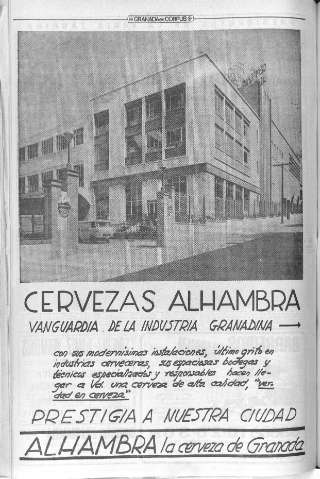 GRANADA en CORPUS
CERVEZAS ALHAMBRA
VANGUARDIA DE LA INDUSTRIA GRANADINA →
con sus modernísimas instalaciones, último grito en
industrias cerveceras, sus espaciosas bodegas y
técnicos especializados y responsables hacen lle-
gar a Vd. una cerveza de alta calidad, "ver-
dad en cerveza"
PRESTIGIA A NUESTRA CIUDAD
ALHAMBRA la cerveza de Granada